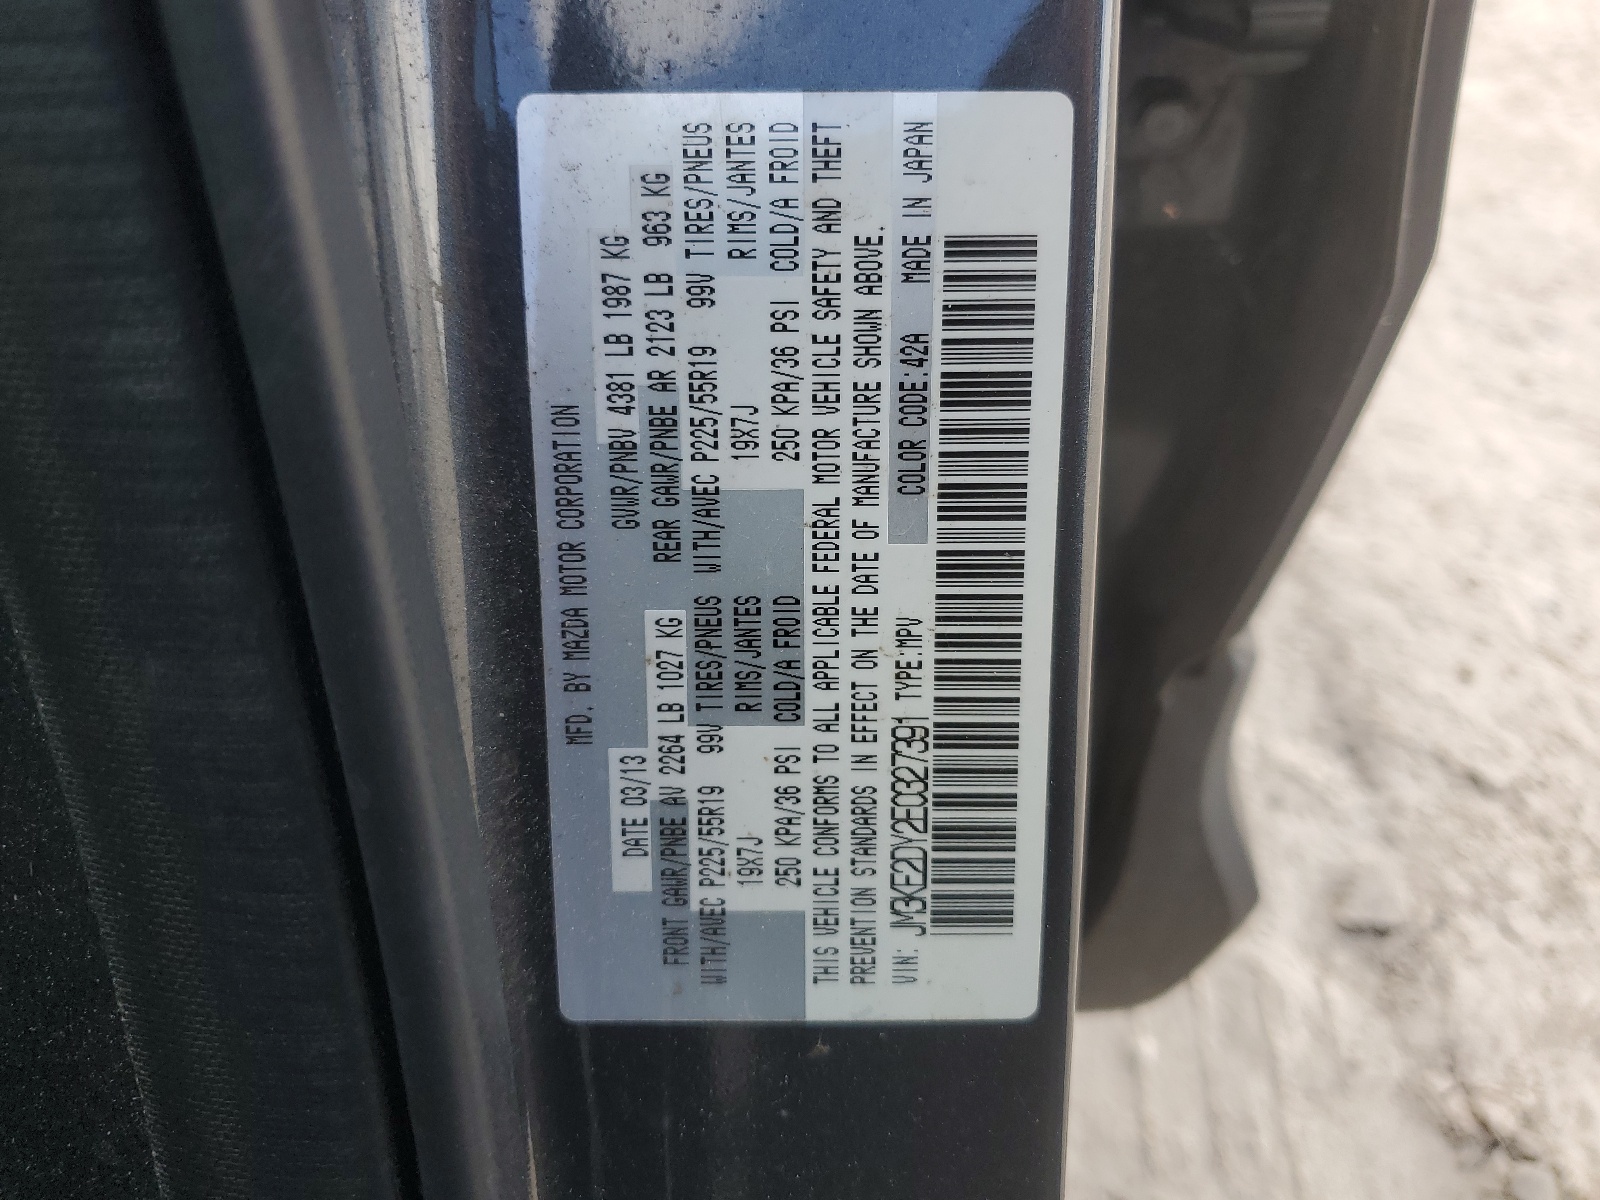 MFD. BY MAZDA MOTOR CORPORATION
DATE 03/13 GVWR/PNBV 4381 LB 1987 KG
FRONT GAWR/PNBE AV 2264 LB 1027 KG REAR GAWR/PNBE AR 2123 LB 963 KG
WITH/AVEC P225/55R19 99V TIRES/PNEUS WITH/AVEC P225/55R19 99V TIRES/PNEUS
19X7J RIMS/JANTES 19X7J RIMS/JANTES
250 KPA/36 PSI COLD/A FROID 250 KPA/36 PSI COLD/A FROID
THIS VEHICLE CONFORMS TO ALL APPLICABLE FEDERAL MOTOR VEHICLE SAFETY AND THEFT
PREVENTION STANDARDS IN EFFECT ON THE DATE OF MANUFACTURE SHOWN ABOVE.
VIN: JM3KE2DY2E0327391 TYPE:MPV COLOR CODE:42A MADE IN JAPAN